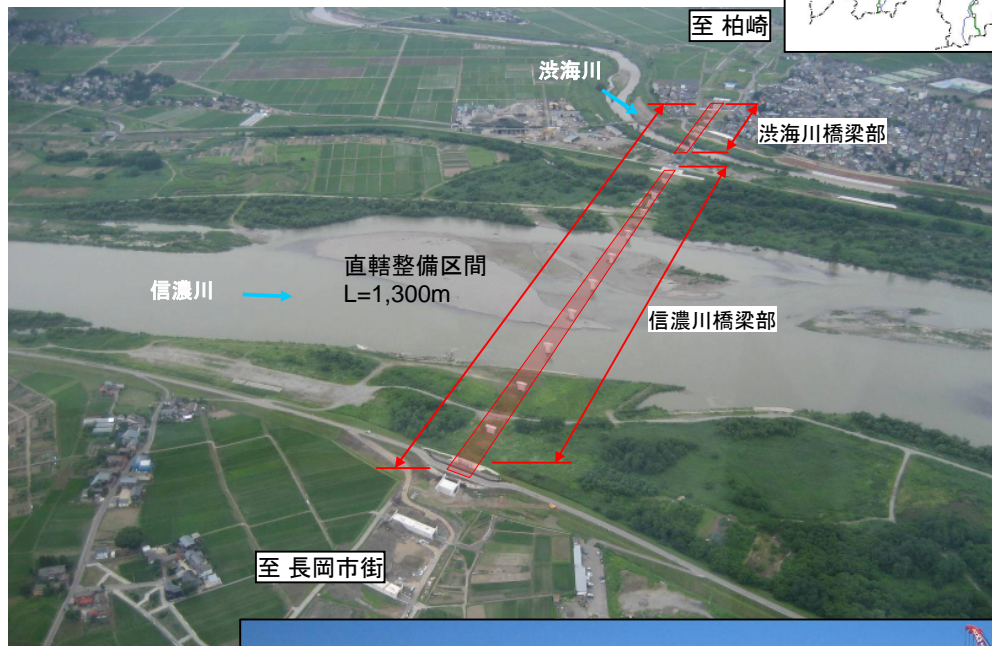 至 柏崎
渋海川
渋海川橋梁部
直轄整備区間
L=1,300m
信濃川
信濃川橋梁部
至 長岡市街